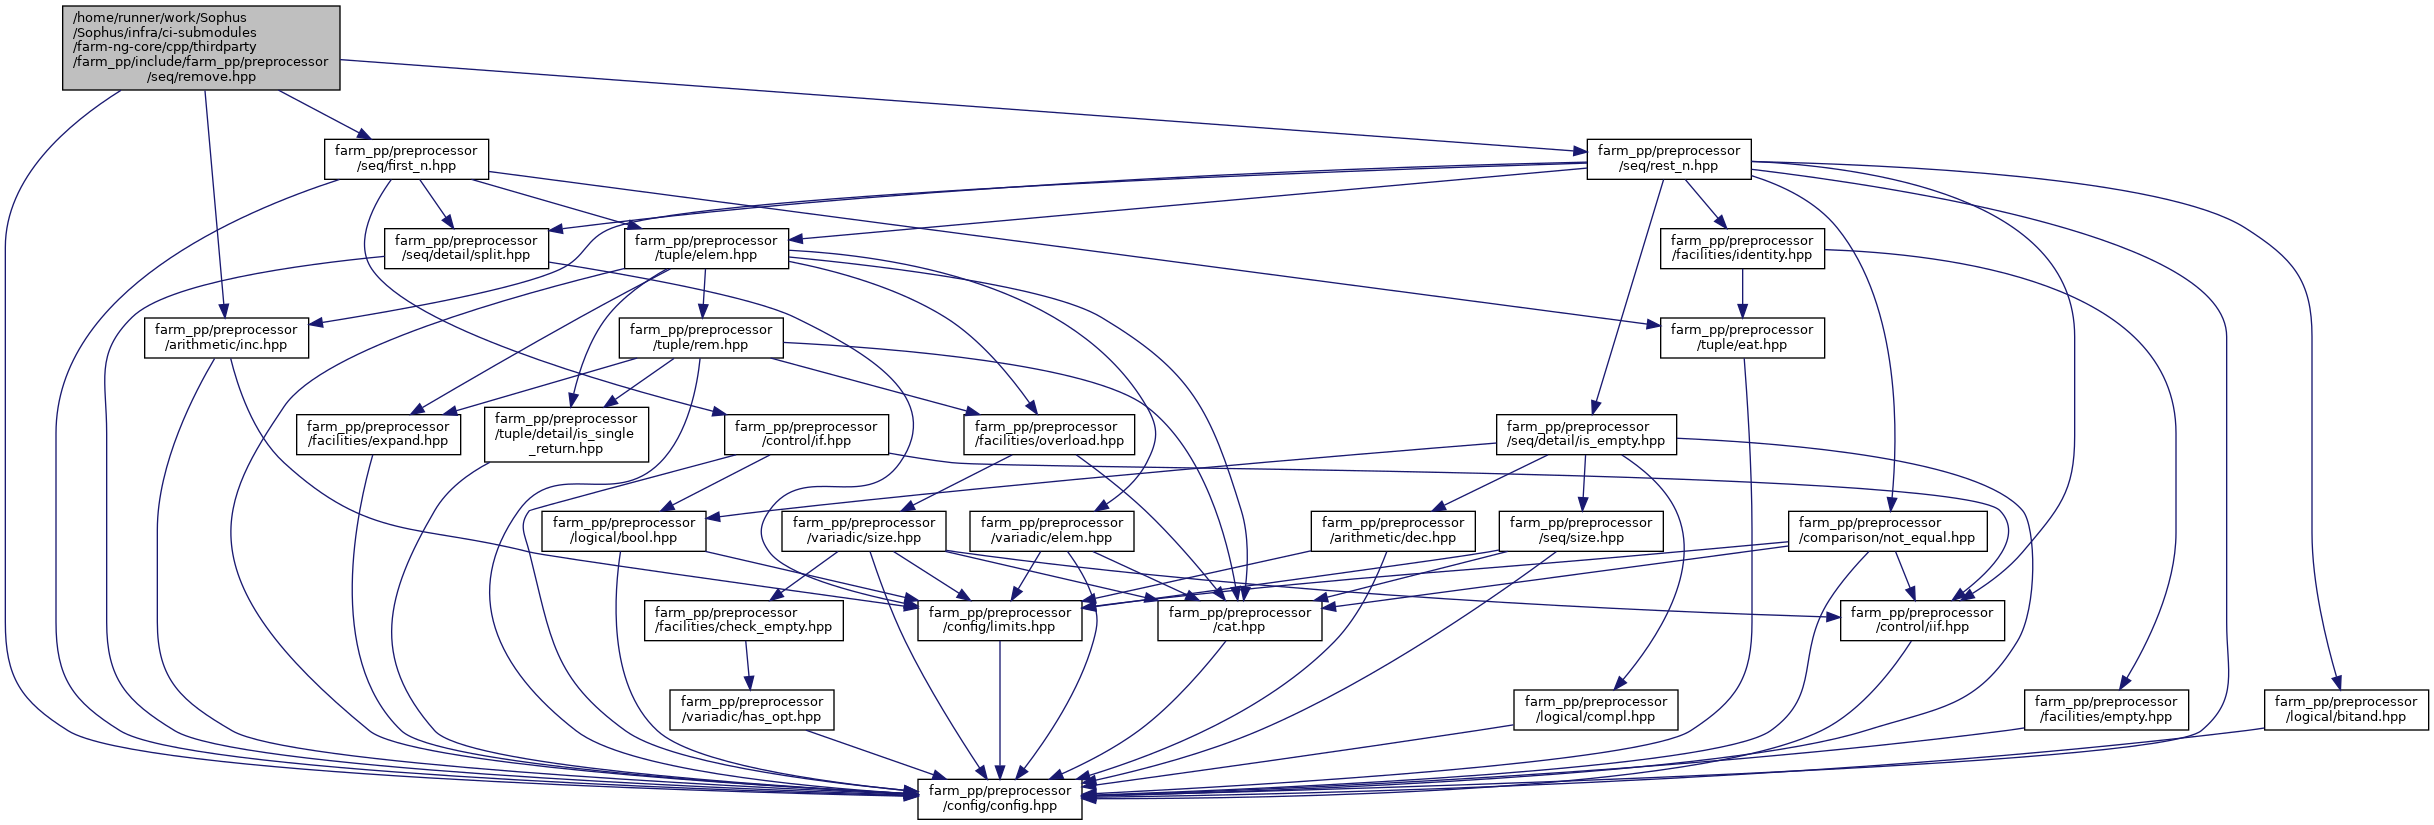 /home/runner/work/Sophus
/Sophus/infra/ci-submodules
/farm-ng-core/cpp/thirdparty
/farm_pp/include/farm_pp/preprocessor
/seq/remove.hpp
farm_pp/preprocessor
/seq/first_n.hpp
farm_pp/preprocessor
/seq/rest_n.hpp
farm_pp/preprocessor
/seq/detail/split.hpp
farm_pp/preprocessor
/tuple/elem.hpp
farm_pp/preprocessor
/facilities/identity.hpp
farm_pp/preprocessor
/arithmetic/inc.hpp
farm_pp/preprocessor
/tuple/rem.hpp
farm_pp/preprocessor
/tuple/eat.hpp
farm_pp/preprocessor
/facilities/expand.hpp
farm_pp/preprocessor
/tuple/detail/is_single
_return.hpp
farm_pp/preprocessor
/control/if.hpp
farm_pp/preprocessor
/facilities/overload.hpp
farm_pp/preprocessor
/seq/detail/is_empty.hpp
farm_pp/preprocessor
/logical/bool.hpp
farm_pp/preprocessor
/variadic/size.hpp
farm_pp/preprocessor
/variadic/elem.hpp
farm_pp/preprocessor
/arithmetic/dec.hpp
farm_pp/preprocessor
/seq/size.hpp
farm_pp/preprocessor
/comparison/not_equal.hpp
farm_pp/preprocessor
/facilities/check_empty.hpp
farm_pp/preprocessor
/config/limits.hpp
farm_pp/preprocessor
/cat.hpp
farm_pp/preprocessor
/control/iif.hpp
farm_pp/preprocessor
/variadic/has_opt.hpp
farm_pp/preprocessor
/logical/compl.hpp
farm_pp/preprocessor
/facilities/empty.hpp
farm_pp/preprocessor
/logical/bitand.hpp
farm_pp/preprocessor
/config/config.hpp